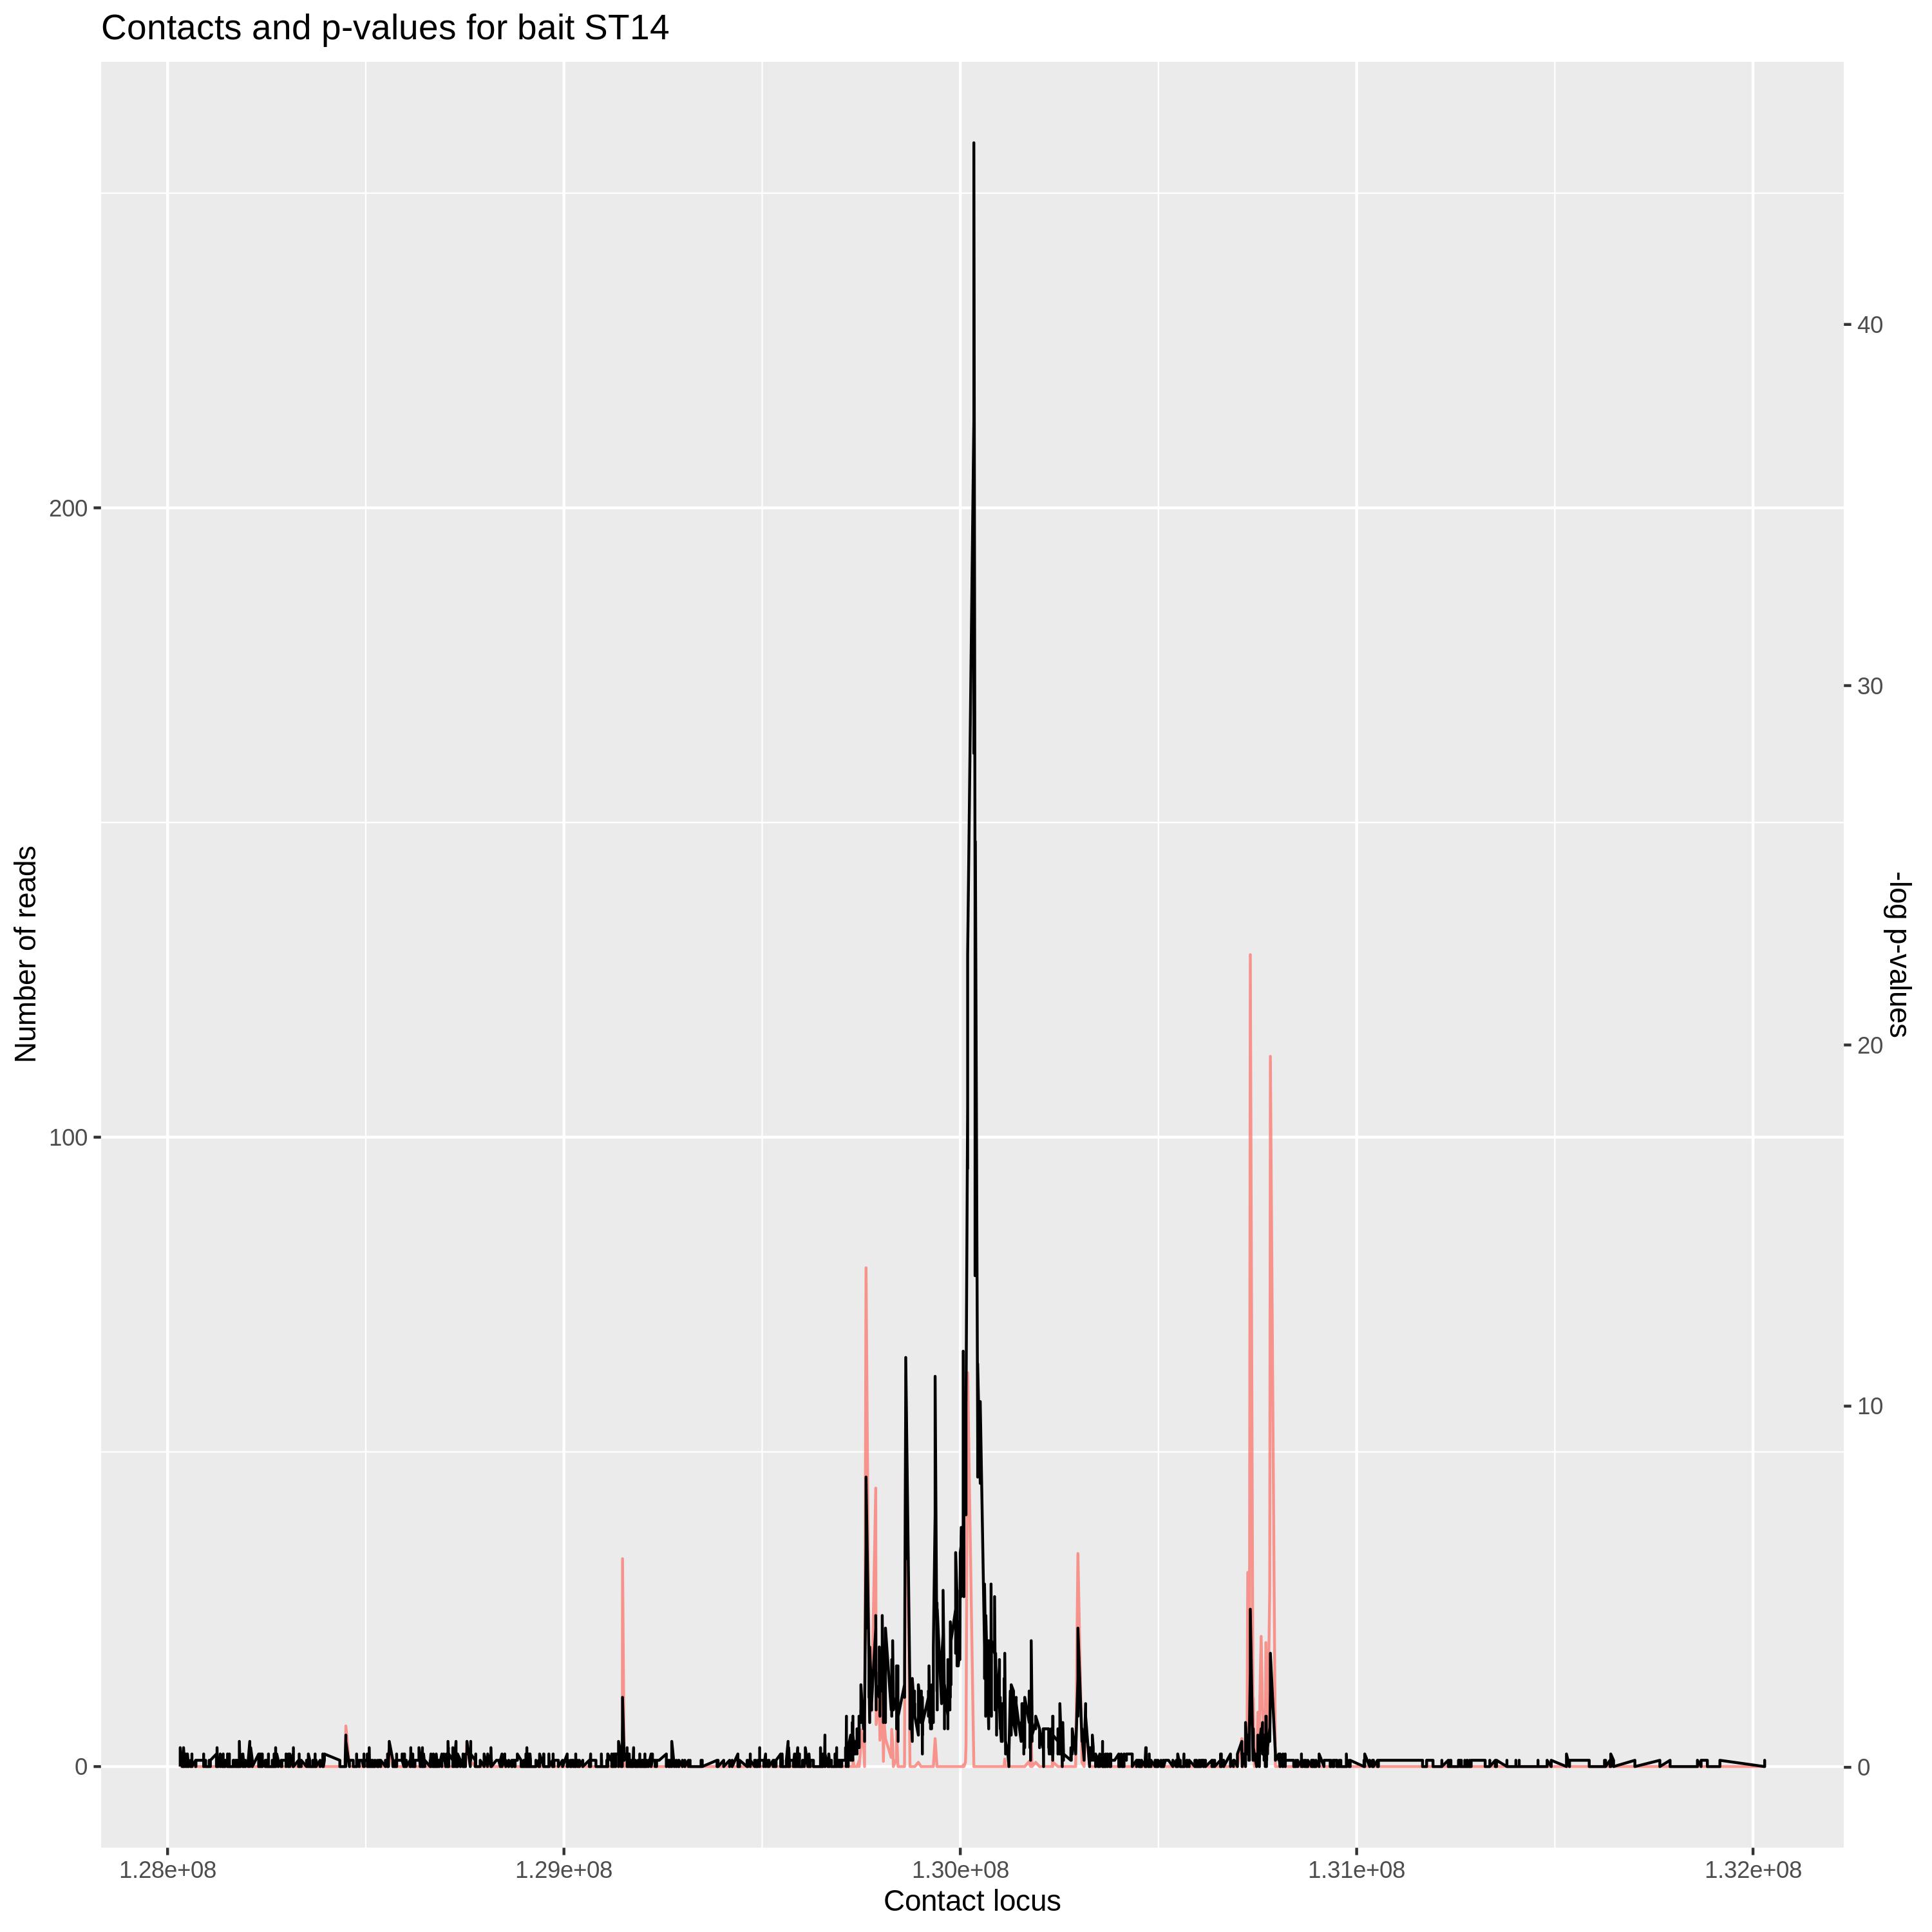 Contacts and p-values for bait ST14
200
100
0
Number of reads
40
30
20
10
0
-log p-values
1.28e+08
1.29e+08
1.30e+08
1.31e+08
1.32e+08
Contact locus